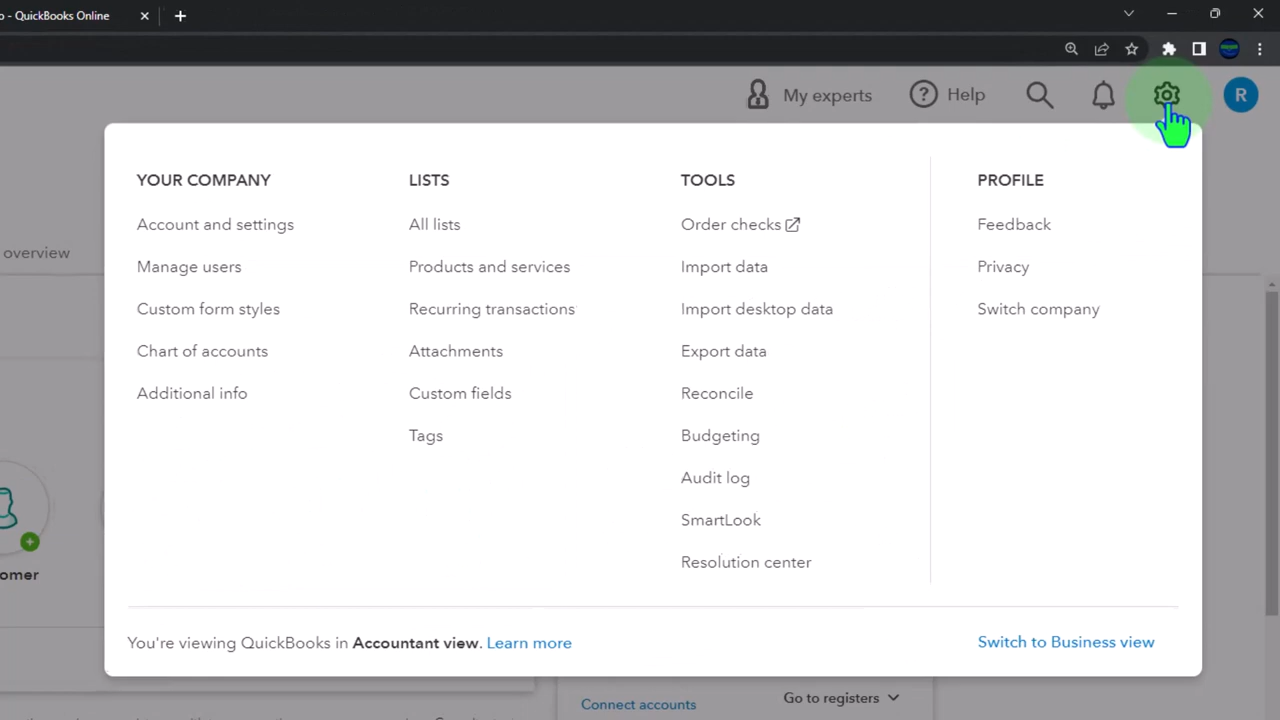 o - QuickBooks Online
My experts
Help
R
YOUR COMPANY
Account and settings
Manage users
Custom form styles
Chart of accounts
Additional info
LISTS
All lists
Products and services
Recurring transactions
Attachments
Custom fields
Tags
TOOLS
Order checks
Import data
Import desktop data
Export data
Reconcile
Budgeting
Audit log
SmartLook
Resolution center
PROFILE
Feedback
Privacy
Switch company
overview
omer
You're viewing QuickBooks in Accountant view. Learn more
Switch to Business view
Connect accounts
Go to registers